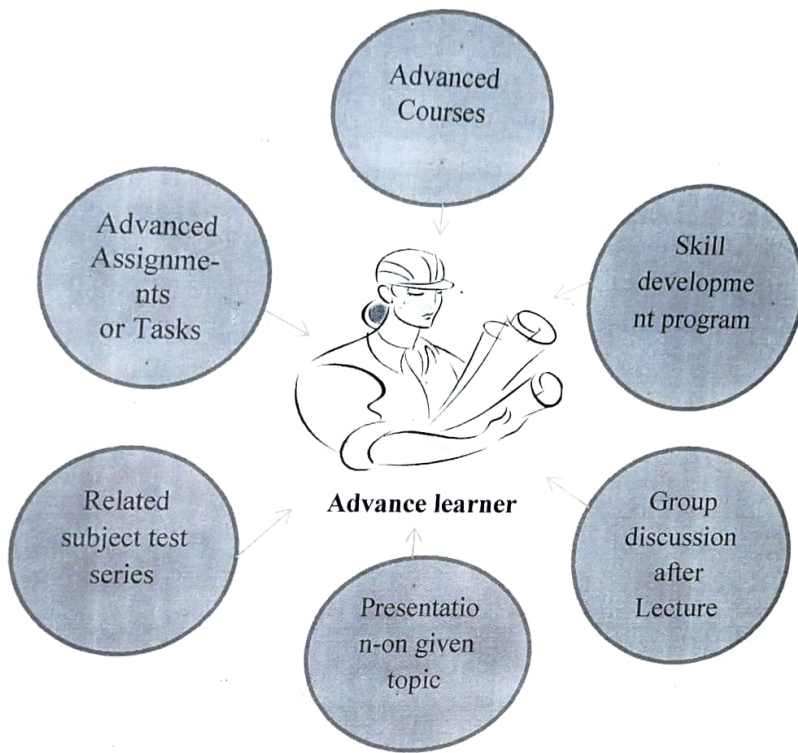 Advanced
Courses
Advanced
Assignme-
nts
or Tasks
Skill
developme
nt program
Advance learner
Related
subject test
series
Group
discussion
after
Lecture
Presentatio
n-on given
topic